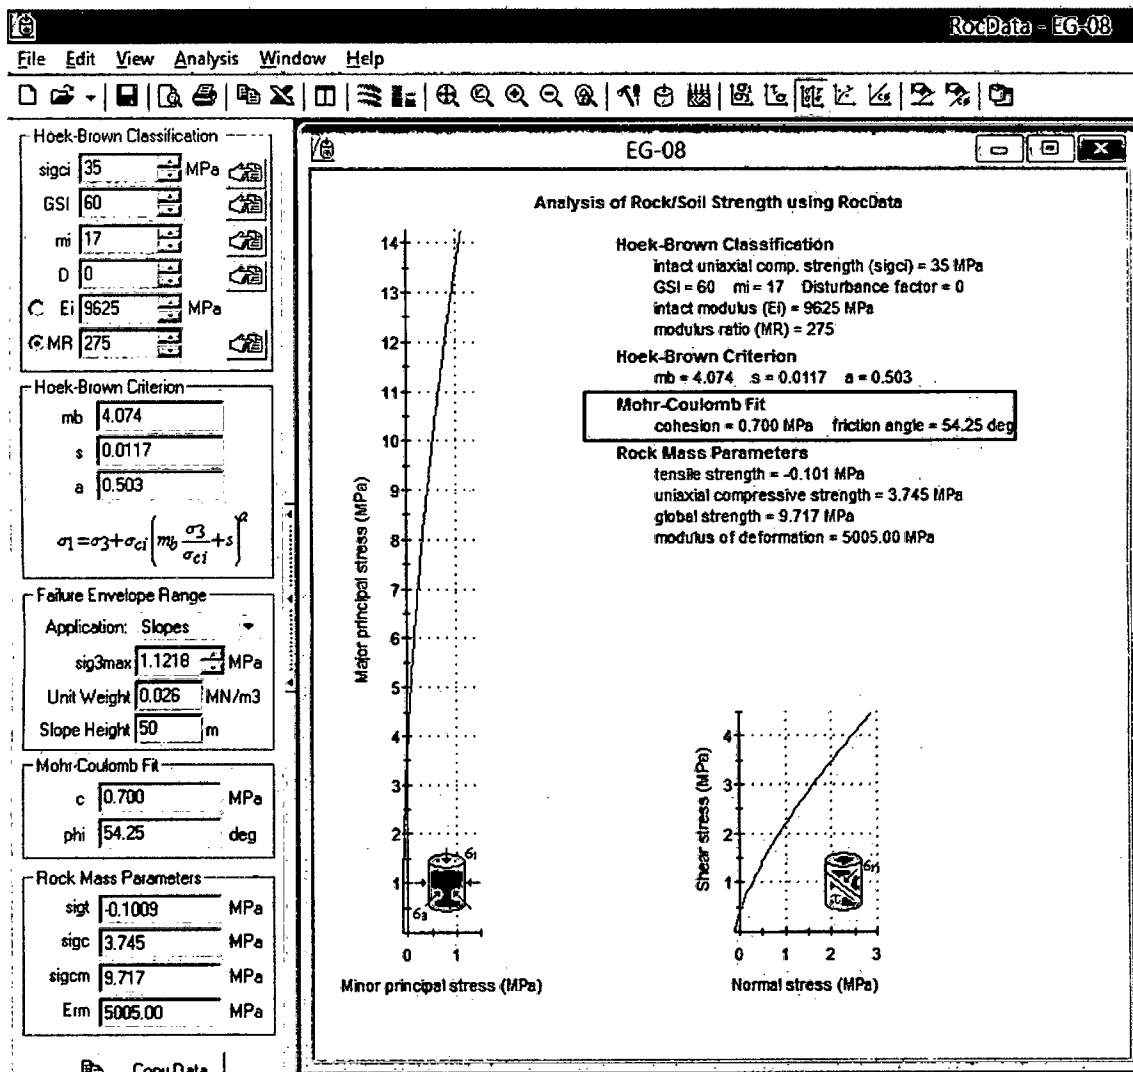 RocData - EG-08
File Edit View Analysis Window Help
Hoek-Brown Classification
sigci 35 MPa
GSI 60
mi 17
D 0
Ei 9625 MPa
MR 275
Hoek-Brown Criterion
mb 4.074
s 0.0117
a 0.503
σ1=σ3+σci(mb σ3/σci+s)^a
Failure Envelope Range
Application: Slopes
sig3max 1.1218 MPa
Unit Weight 0.026 MN/m3
Slope Height 50 m
Mohr-Coulomb Fit
c 0.700 MPa
phi 54.25 deg
Rock Mass Parameters
sigt -0.1009 MPa
sigc 3.745 MPa
sigcm 9.717 MPa
Erm 5005.00 MPa
Copy Data
EG-08
Analysis of Rock/Soil Strength using RocData
Hoek-Brown Classification
intact uniaxial comp. strength (sigci) = 35 MPa
GSI = 60 mi = 17 Disturbance factor = 0
intact modulus (Ei) = 9625 MPa
modulus ratio (MR) = 275
Hoek-Brown Criterion
mb = 4.074 s = 0.0117 a = 0.503
Mohr-Coulomb Fit
cohesion = 0.700 MPa friction angle = 54.25 deg
Rock Mass Parameters
tensile strength = -0.101 MPa
uniaxial compressive strength = 3.745 MPa
global strength = 9.717 MPa
modulus of deformation = 5005.00 MPa
Major principal stress (MPa)
14
13
12
11
10
9
8
7
6
5
4
3
2
1
σ1
σ3
0 1
Minor principal stress (MPa)
Shear stress (MPa)
4
3
2
1
σn
τ
0 1 2 3
Normal stress (MPa)